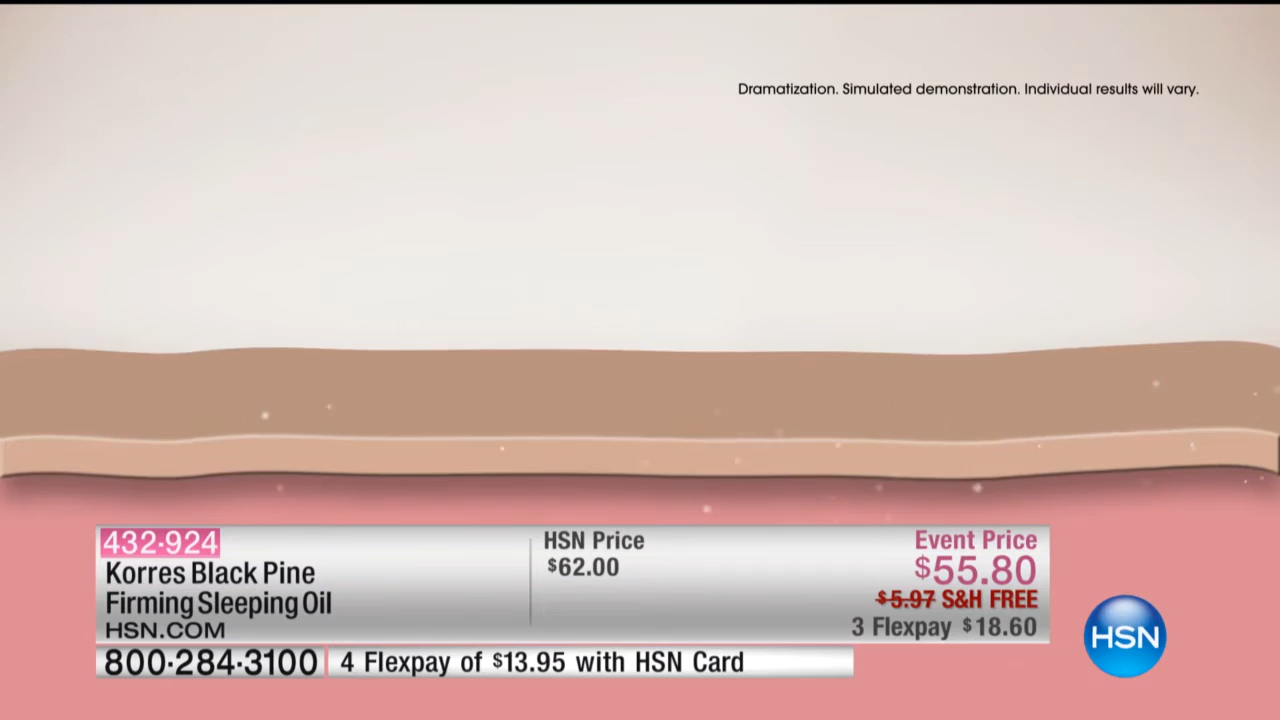 Dramatization. Simulated demonstration. Individual results will vary.
432-924
Korres Black Pine
Firming Sleeping Oil
HSN.COM
HSN Price
$62.00
Event Price
$55.80
$5.97 S&H FREE
3 Flexpay $18.60
800-284-3100
4 Flexpay of $13.95 with HSN Card
HSN